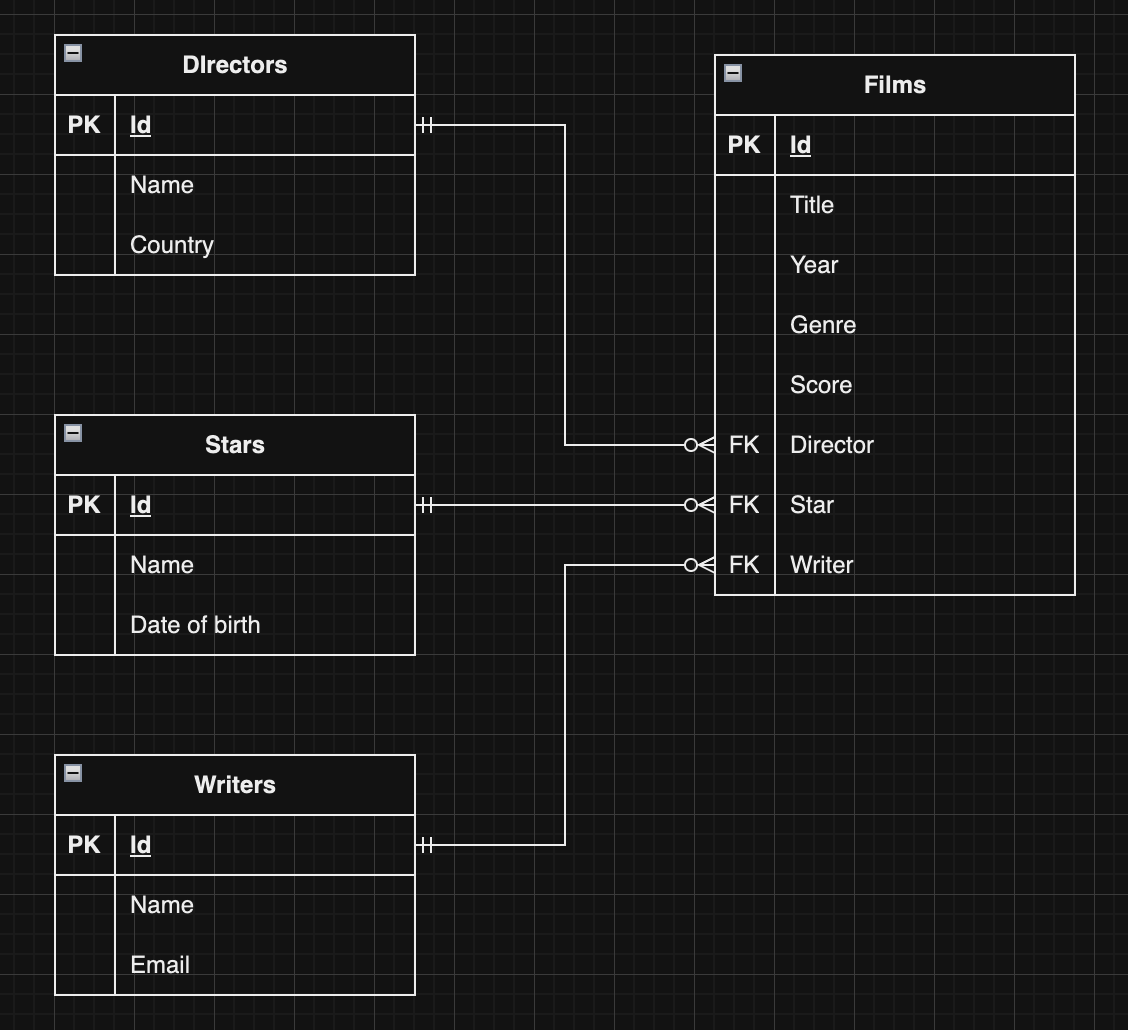 DIrectors
PK Id
Name
Country
Films
PK Id
Title
Year
Genre
Score
FK Director
FK Star
FK Writer
Stars
PK Id
Name
Date of birth
Writers
PK Id
Name
Email